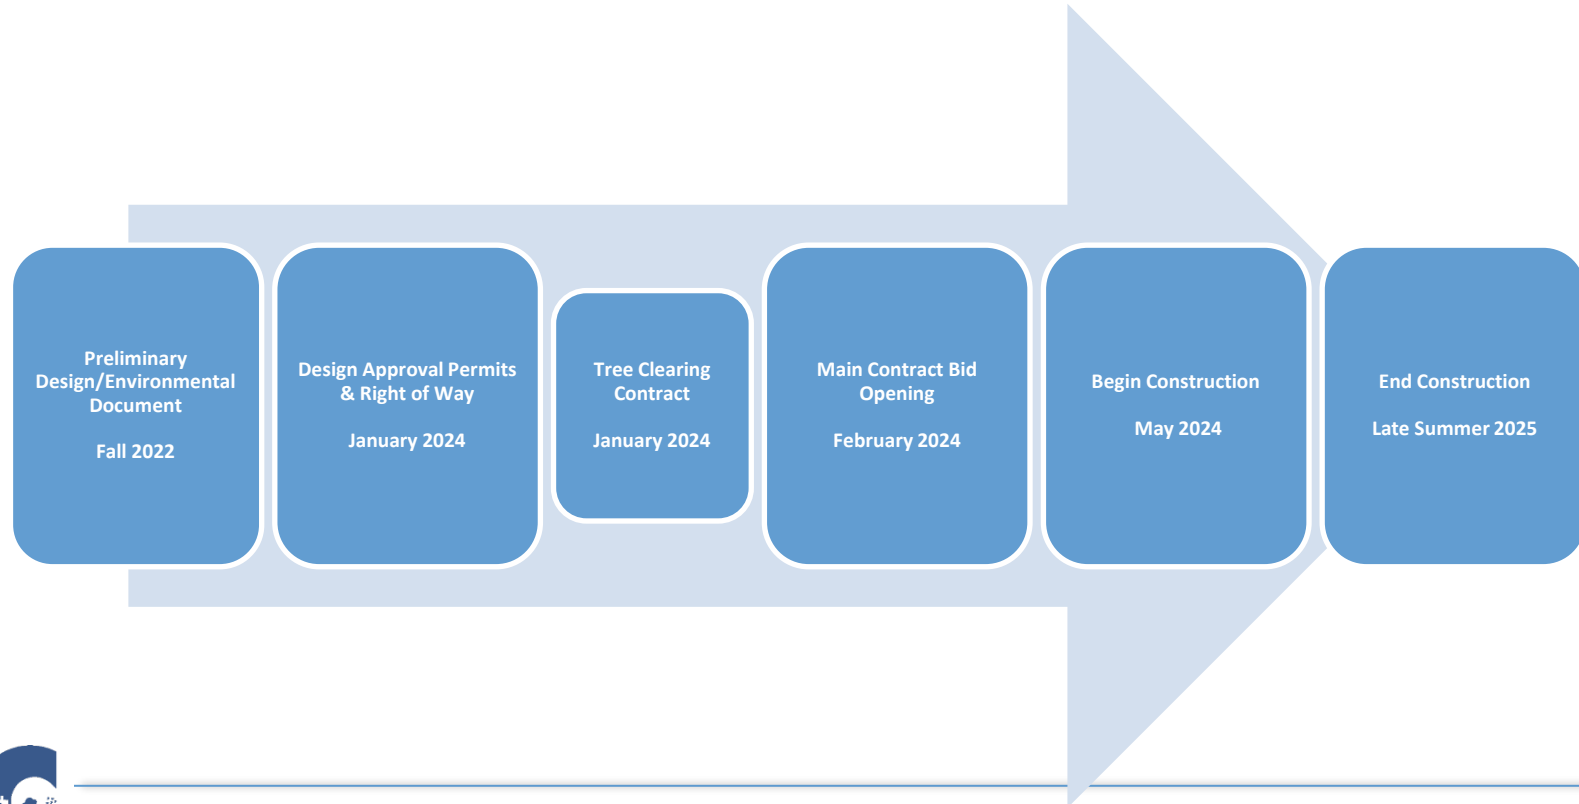 Preliminary
Design/Environmental
Document
Fall 2022
Design Approval Permits
& Right of Way
January 2024
Tree Clearing
Contract
January 2024
Main Contract Bid
Opening
February 2024
Begin Construction
May 2024
End Construction
Late Summer 2025